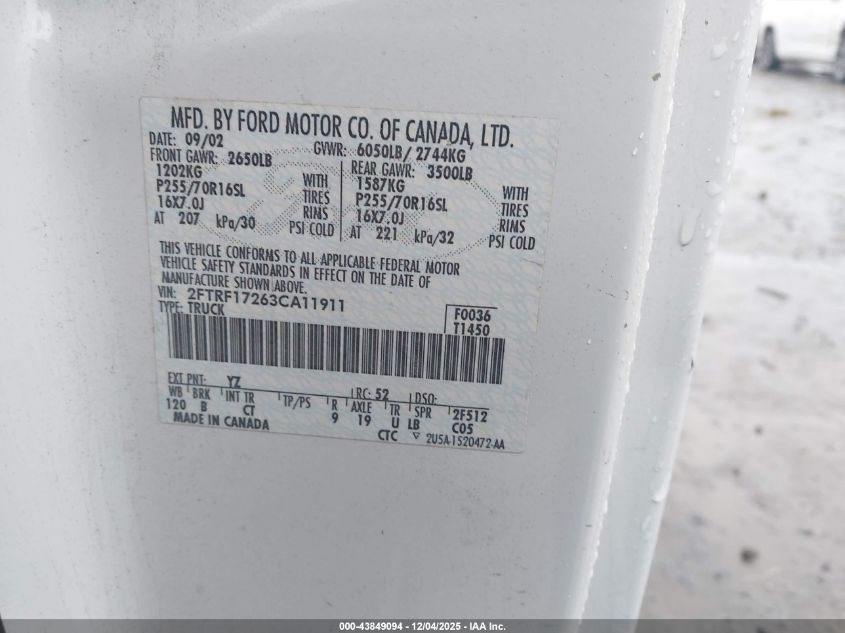 MFD. BY FORD MOTOR CO. OF CANADA, LTD.
DATE: 09/02 GVWR: 6050LB/ 2744KG
FRONT GAWR: 2650LB REAR GAWR: 3500LB
1202KG WITH 1587KG WITH
P255/70R16SL TIRES P255/70R16SL TIRES
16X7.0J RIMS 16X7.0J RIMS
AT 207 kPa/30 PSI COLD AT 221 kPa/32 PSI COLD
THIS VEHICLE CONFORMS TO ALL APPLICABLE FEDERAL MOTOR
VEHICLE SAFETY STANDARDS IN EFFECT ON THE DATE OF
MANUFACTURE SHOWN ABOVE.
VIN: 2FTRF17263CA11911
TYPE: TRUCK
F0036
T1450
EXT PNT: YZ RC: 52 DSO:
WB BRK INT TR TP/PS R AXLE TR SPR 2F512
120 B CT 9 19 U LB C05
MADE IN CANADA CTC ▽ 2U5A-1520472-AA
000-43849094 - 12/04/2025 - IAA Inc.